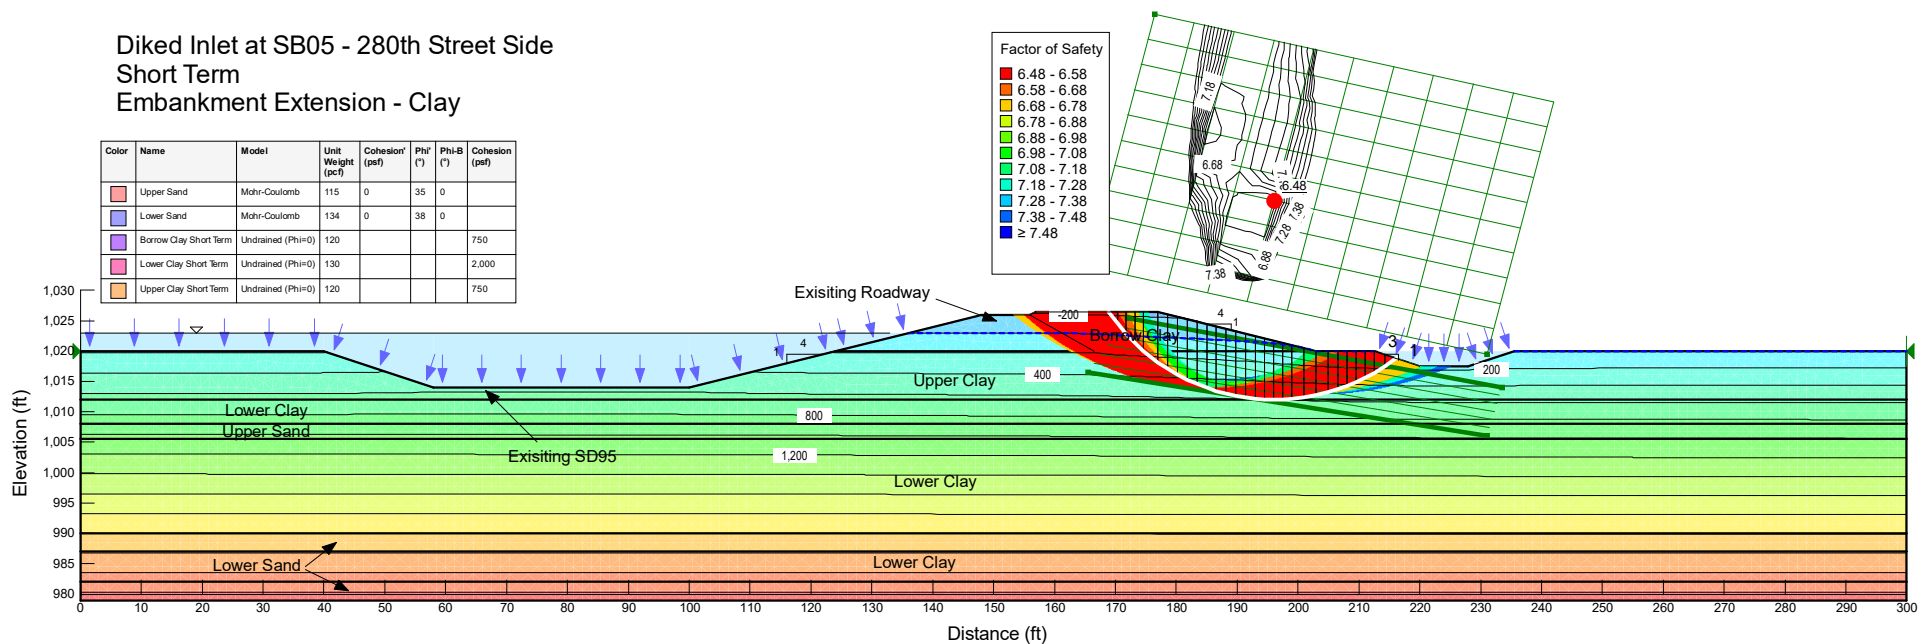 Diked Inlet at SB05 - 280th Street Side
Short Term
Embankment Extension - Clay
Color Name Model Unit Weight (pcf) Cohesion' (psf) Phi' (°) Phi-B (°) Cohesion (psf)
Upper Sand Mohr-Coulomb 115 0 35 0
Lower Sand Mohr-Coulomb 134 0 38 0
Borrow Clay Short Term Undrained (Phi=0) 120 750
Lower Clay Short Term Undrained (Phi=0) 130 2,000
Upper Clay Short Term Undrained (Phi=0) 120 750
Factor of Safety
6.48 - 6.58
6.58 - 6.68
6.68 - 6.78
6.78 - 6.88
6.88 - 6.98
6.98 - 7.08
7.08 - 7.18
7.18 - 7.28
7.28 - 7.38
7.38 - 7.48
≥ 7.48
7.18
6.68
6.48
7.38
7.28
6.88
7.38
Exisiting Roadway
-200
Borrow Clay
4
1
1
4
3
1
400
200
Upper Clay
Lower Clay
800
Upper Sand
Exisiting SD95
1,200
Lower Clay
Lower Sand
Lower Clay
Elevation (ft)
1,030
1,025
1,020
1,015
1,010
1,005
1,000
995
990
985
980
0 10 20 30 40 50 60 70 80 90 100 110 120 130 140 150 160 170 180 190 200 210 220 230 240 250 260 270 280 290 300
Distance (ft)